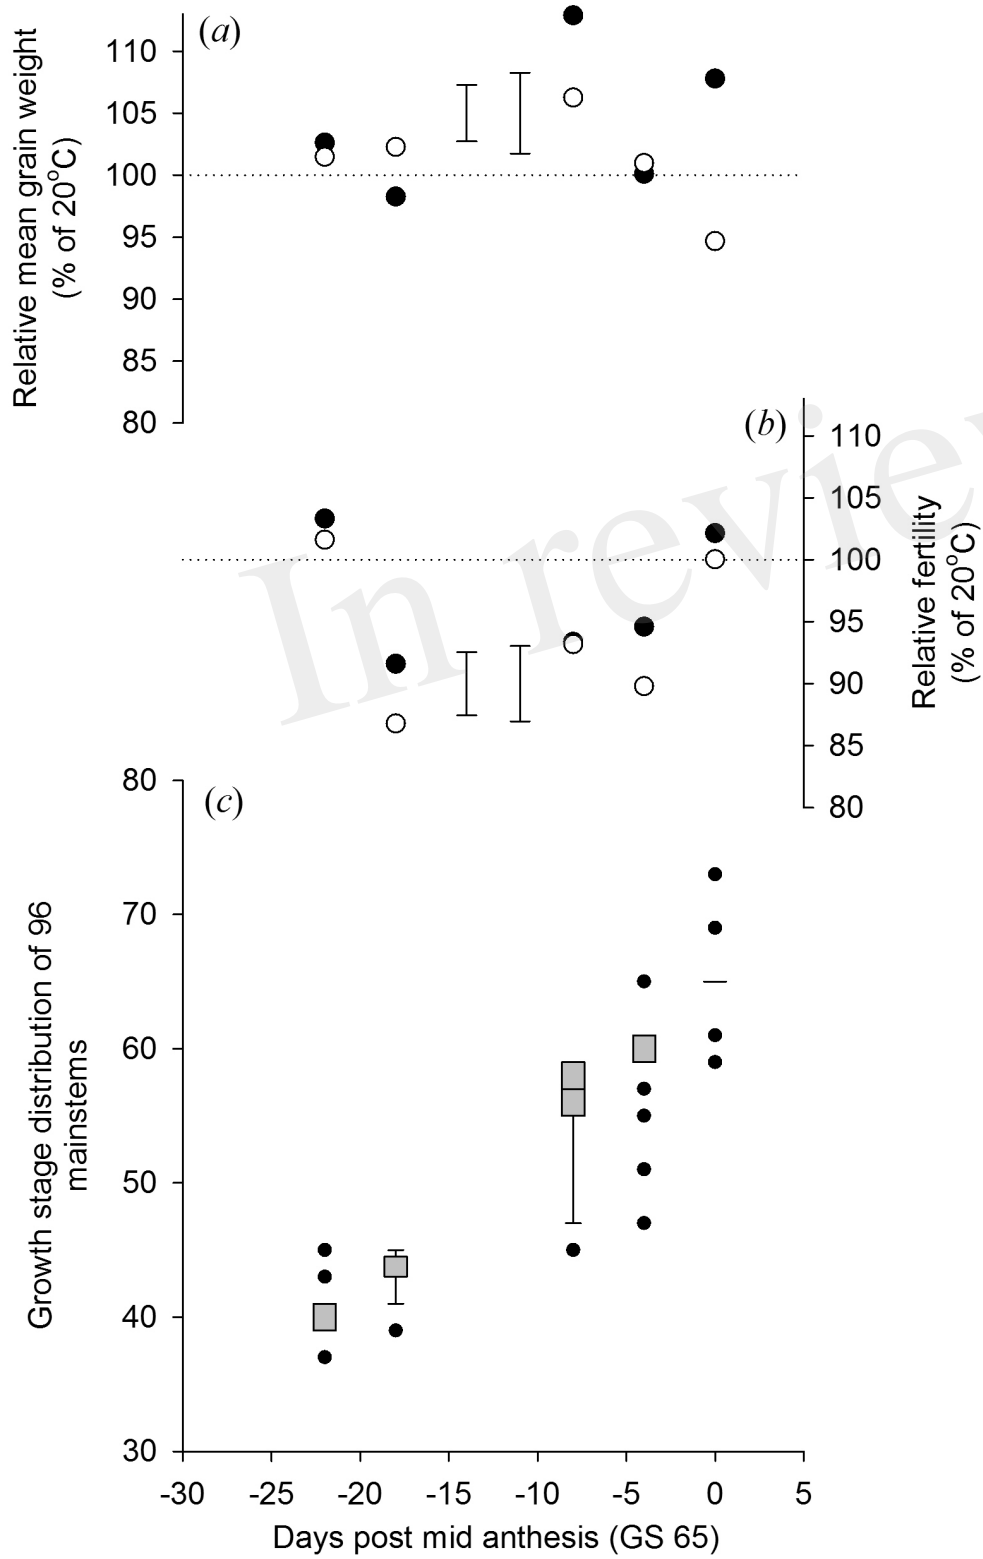 (a)
Relative mean grain weight
(% of 20°C)
110
105
100
95
90
85
80
(b)
110
105
100
95
90
85
80
Relative fertility
(% of 20°C)
In review
(c)
Growth stage distribution of 96
mainstems
80
70
60
50
40
30
-30 -25 -20 -15 -10 -5 0 5
Days post mid anthesis (GS 65)